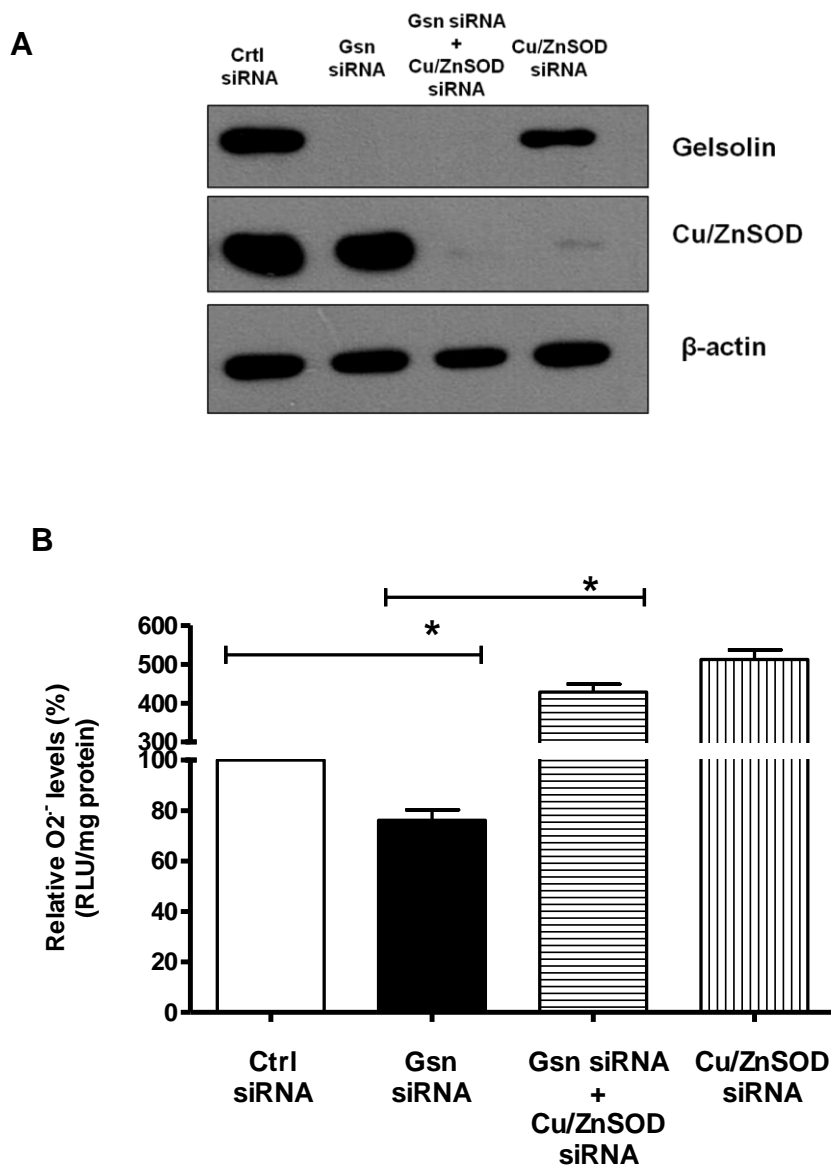 A
Crtl
siRNA
Gsn
siRNA
Gsn siRNA
+
Cu/ZnSOD
siRNA
Cu/ZnSOD
siRNA
Gelsolin
Cu/ZnSOD
β-actin
B
*
*
Relative O2·- levels (%)
(RLU/mg protein)
600
500
400
300
100
80
60
40
20
0
Ctrl
siRNA
Gsn
siRNA
Gsn siRNA
+
Cu/ZnSOD
siRNA
Cu/ZnSOD
siRNA